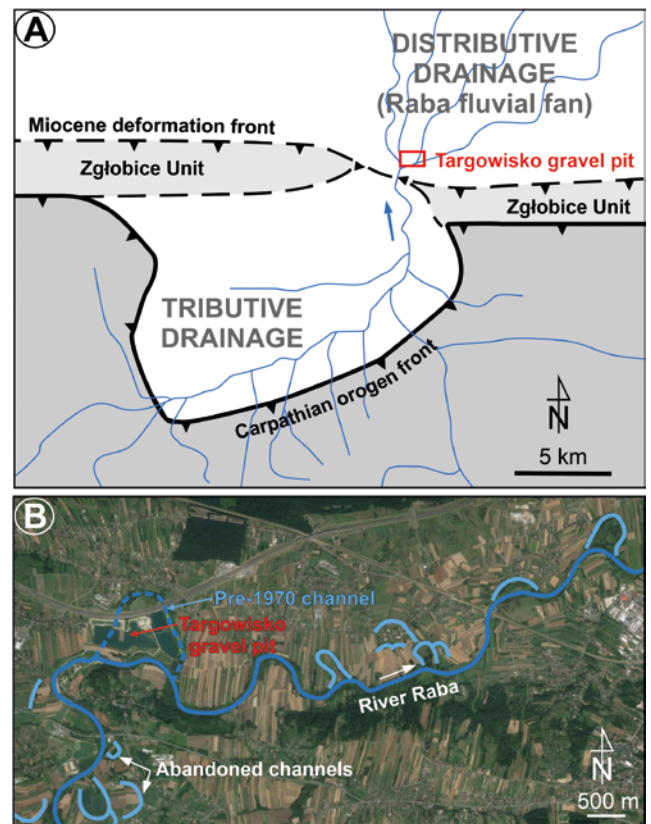 A
DISTRIBUTIVE
DRAINAGE
(Raba fluvial fan)
Miocene deformation front
Zgłobice Unit
Targowisko gravel pit
Zgłobice Unit
TRIBUTIVE
DRAINAGE
Carpathian orogen front
N
5 km
B
Pre-1970 channel
Targowisko
gravel pit
River Raba
Abandoned channels
N
500 m